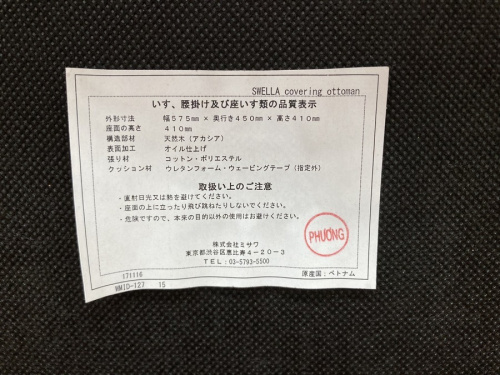 SWELLA covering ottoman
いす、腰掛け及び座いす類の品質表示
外形寸法 幅575mm × 奥行き450mm × 高さ410mm
座面の高さ 410mm
構造部材 天然木（アカシア）
表面加工 オイル仕上げ
張り材 コットン・ポリエステル
クッション材 ウレタンフォーム・ウェービングテープ（指定外）
取扱い上のご注意
・直射日光又は熱を避けてください。
・座面の上に立ったり飛び跳ねたりしないでください。
・危険ですので、本来の目的以外の使用はお避けください。
PHƯƠNG
株式会社ミサワ
東京都渋谷区恵比寿4－20－3
TEL：03-5793-5500
171116
原産国：ベトナム
WMIO-127 15